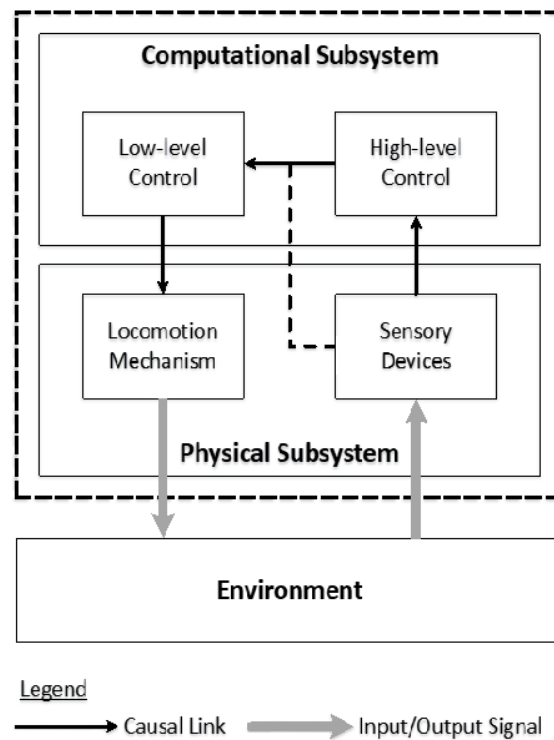 Computational Subsystem
Low-level
Control
High-level
Control
Locomotion
Mechanism
Sensory
Devices
Physical Subsystem
Environment
Legend
Causal Link
Input/Output Signal